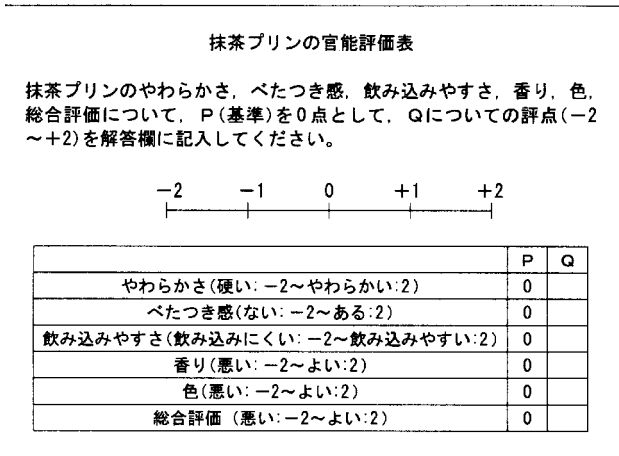 抹茶プリンの官能評価表
抹茶プリンのやわらかさ，べたつき感，飲み込みやすさ，香り，色，
総合評価について，Ｐ(基準)を0点として，Ｑについての評点(－2
～＋2)を解答欄に記入してください。
－2 －1 0 ＋1 ＋2
Ｐ Ｑ
やわらかさ(硬い：－2～やわらかい：2) 0
べたつき感(ない：－2～ある：2) 0
飲み込みやすさ(飲み込みにくい：－2～飲み込みやすい：2) 0
香り(悪い：－2～よい：2) 0
色(悪い：－2～よい：2) 0
総合評価 (悪い：－2～よい：2) 0